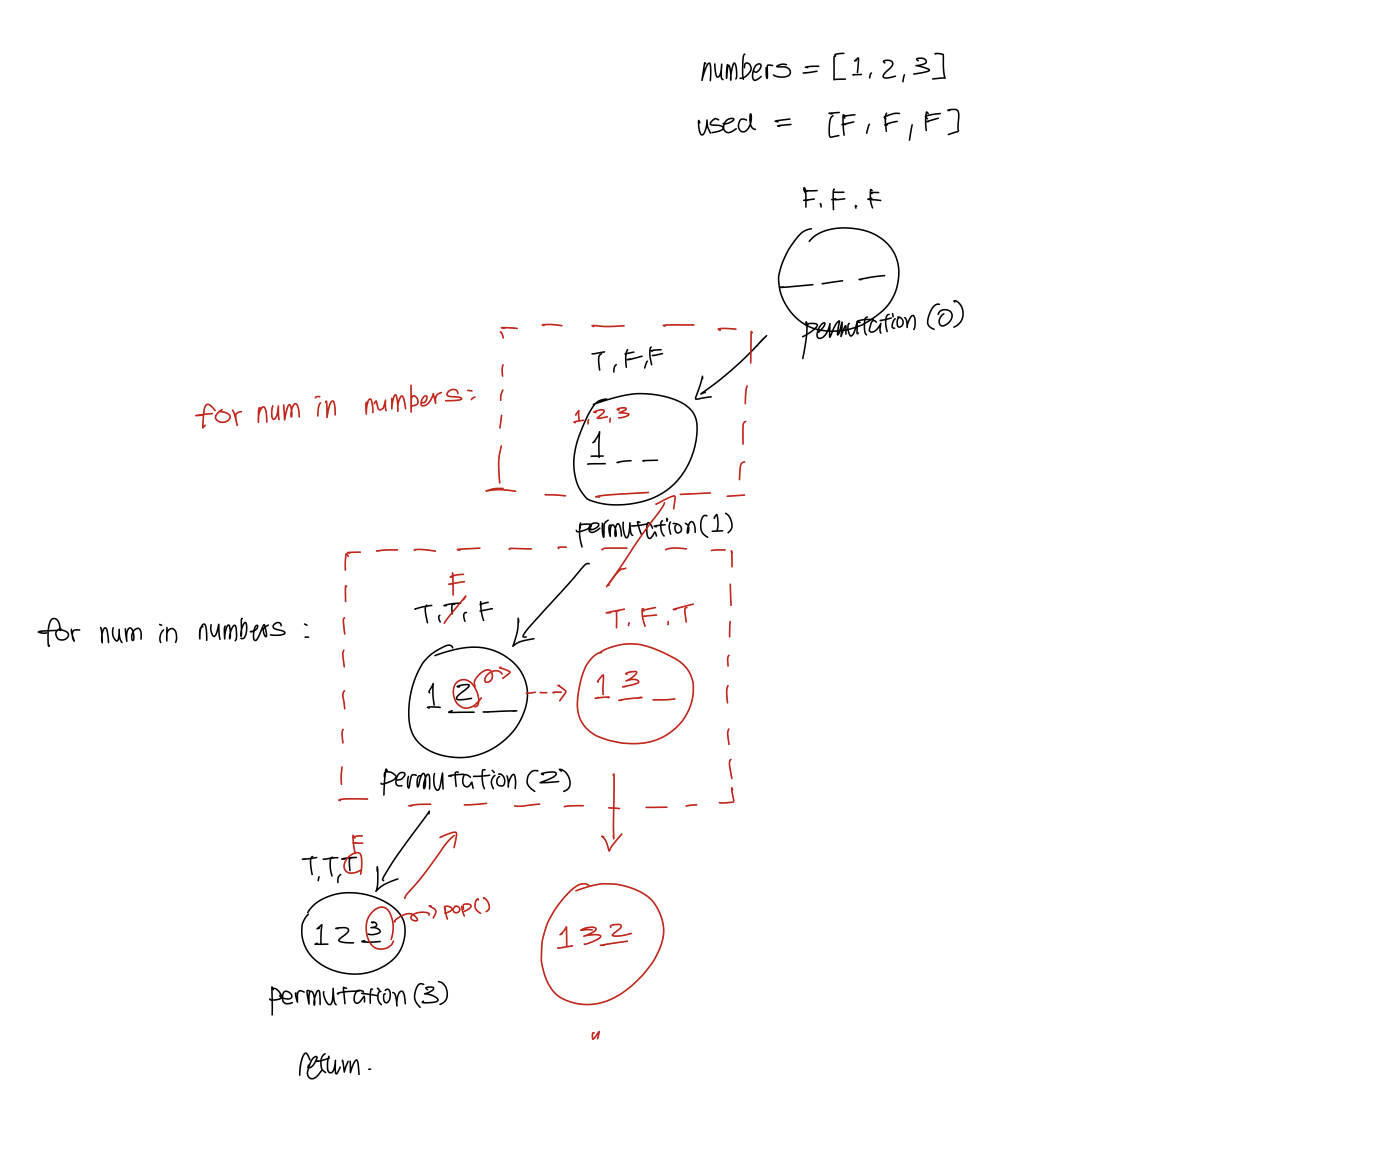 numbers = [1, 2, 3]
used = [F, F, F]
F. F. F
permutation (0)
T, F, F
for num in numbers:
1, 2, 3
1 _ _
permutation (1)
F
T, T, F
T. F. T
for num in numbers :
1 2 _
1 3 _
permutation (2)
F
T, T, T
1 2 3
pop()
1 3 2
permutation (3)
"
return.